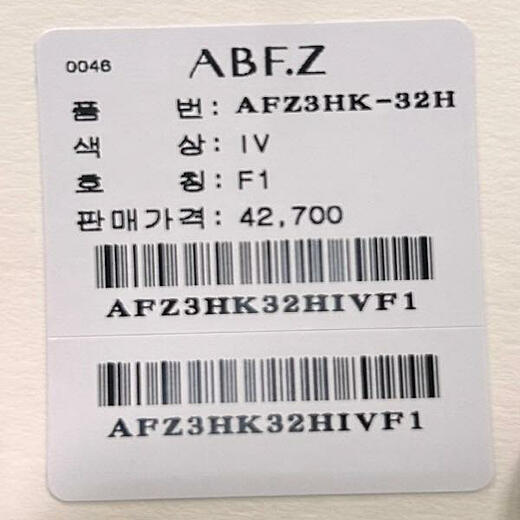 0046 ABF.Z
품 번: AFZ3HK-32H
색 상: IV
호 칭: F1
판매가격: 42,700
AFZ3HK32HIVF1
AFZ3HK32HIVF1